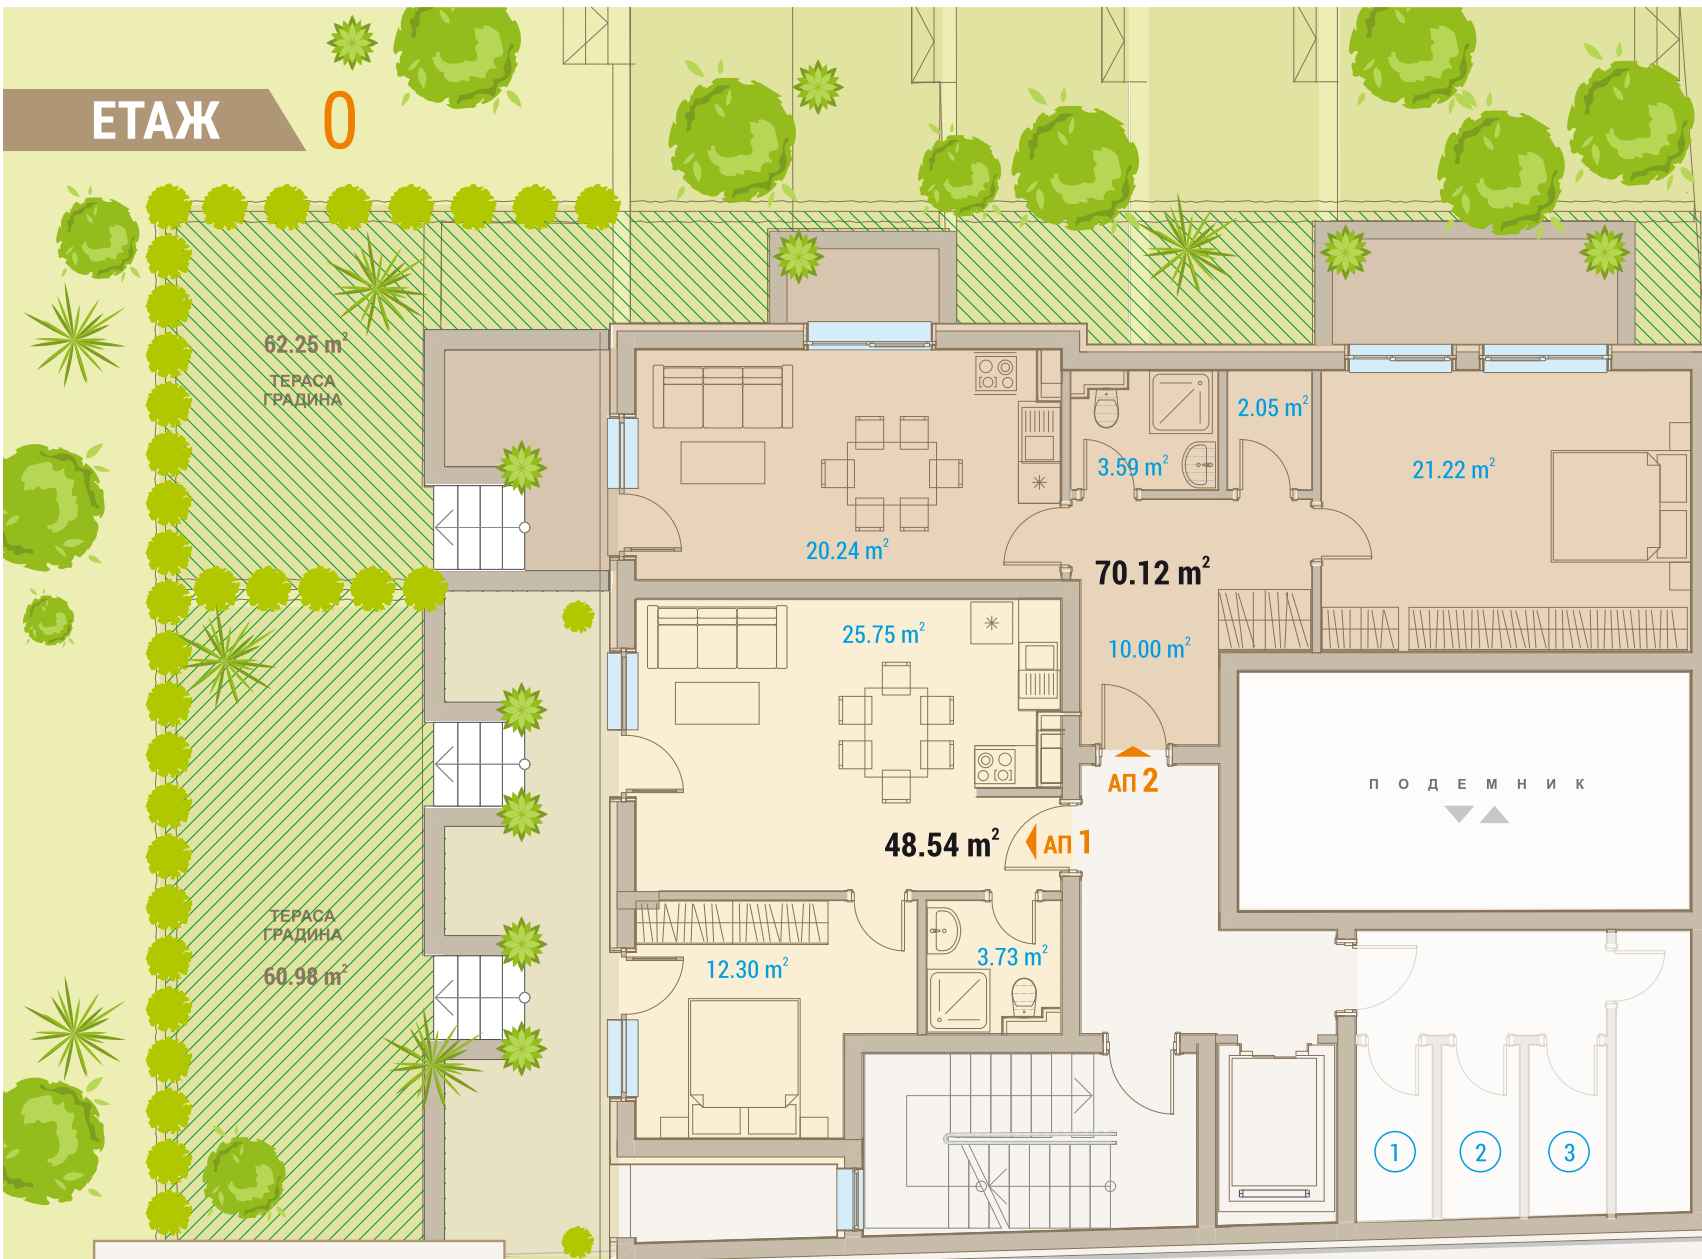 ЕТАЖ 0
62.25 m²
ТЕРАСА
ГРАДИНА
2.05 m²
3.59 m²
21.22 m²
20.24 m²
70.12 m²
25.75 m²
10.00 m²
АП 2
ПОДЕМНИК
48.54 m²
АП 1
ТЕРАСА
ГРАДИНА
60.98 m²
12.30 m²
3.73 m²
1
2
3